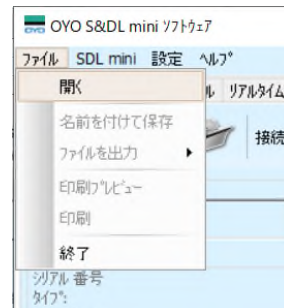 OYO S&DL mini ソフトウェア
ファイル SDL mini 設定 ヘルプ
開く
名前を付けて保存
ファイルを出力
印刷プレビュー
印刷
終了
ル リアルタイム
接続
シリアル 番号
タイプ: